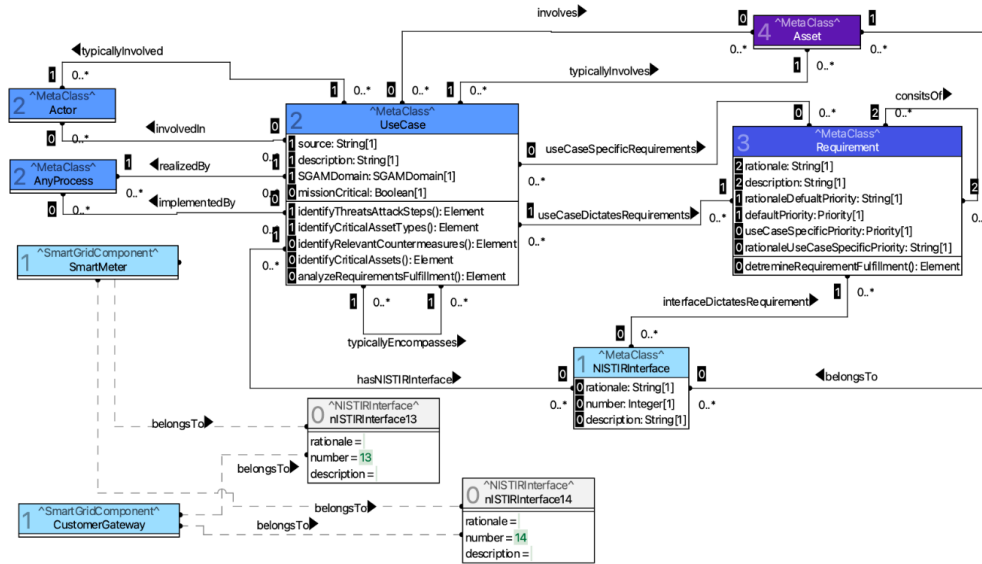 involves
0
0..*
^MetaClass^
4
Asset
1
0..*
typicallyInvolved
1
0..*
1
0..*
typicallyInvolves
1
0..*
0
0..*
1
0..*
^MetaClass^
2
Actor
0
0..*
involvedIn
0
0..*
^MetaClass^
2
UseCase
1 source: String[1]
1 description: String[1]
1 SGAMDomain: SGAMDomain[1]
0 missionCritical: Boolean[1]
1 identifyThreatsAttackSteps(): Element
1 identifyCriticalAssetTypes(): Element
0 identifyRelevantCountermeasures(): Element
0 identifyCriticalAssets(): Element
0 analyzeRequirementsFulfillment(): Element
^MetaClass^
2
AnyProcess
1
0..*
realizedBy
0
0..*
implementedBy
0
0..*
0
useCaseSpecificRequirements
0..*
0
0..*
1
useCaseDictatesRequirements
0..*
1
0..*
consitsOf
2
0..*
2
0..*
^MetaClass^
3
Requirement
2 rationale: String[1]
2 description: String[1]
1 rationaleDefualtPriority: String[1]
1 defaultPriority: Priority[1]
0 useCaseSpecificPriority: Priority[1]
0 rationaleUseCaseSpecificPriority: String[1]
0 detremineRequirementFulfillment(): Element
^SmartGridComponent^
1
SmartMeter
1
0..*
1
0..*
typicallyEncompasses
interfaceDictatesRequirement
1
0..*
0
0..*
^MetaClass^
1
NISTIRInterface
0 rationale: String[1]
0 number: Integer[1]
0 description: String[1]
hasNISTIRInterface
0
0..*
0
0..*
belongsTo
^NISTIRInterface^
0
nISTIRInterface13
rationale =
number = 13
description =
belongsTo
belongsTo
^NISTIRInterface^
0
nISTIRInterface14
rationale =
number = 14
description =
belongsTo
belongsTo
^SmartGridComponent^
1
CustomerGateway